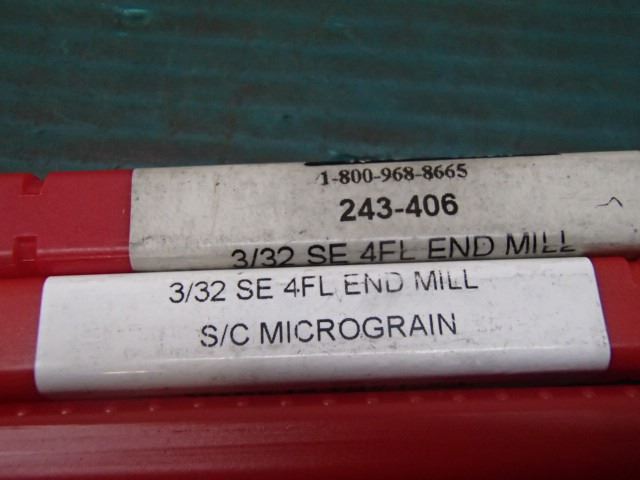 1-800-968-8665
243-406
3/32 SE 4FL END MILL
3/32 SE 4FL END MILL
S/C MICROGRAIN